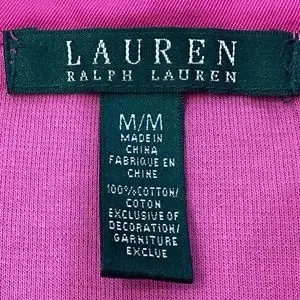 LAUREN
RALPH LAUREN
M/M
MADE IN
CHINA
FABRIQUE EN
CHINE
100%COTTON/
COTON
EXCLUSIVE OF
DECORATION/
GARNITURE
EXCLUE